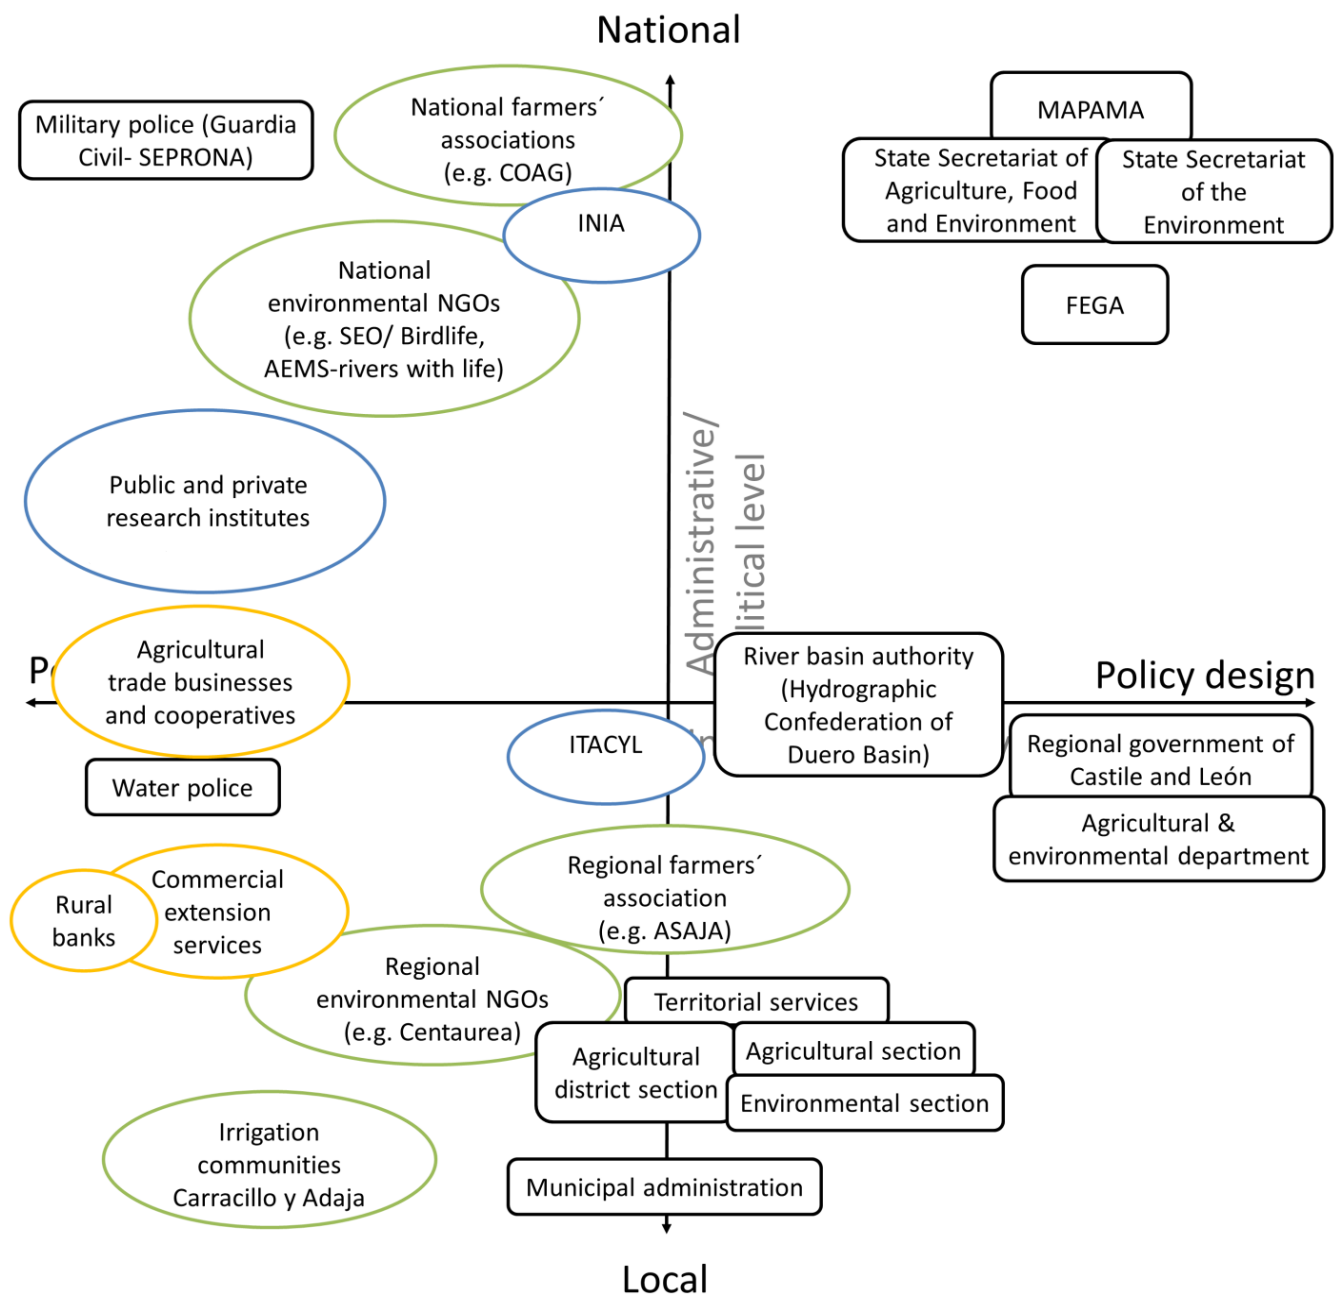 National
Military police (Guardia
Civil- SEPRONA)
National farmers´
associations
(e.g. COAG)
MAPAMA
State Secretariat of
Agriculture, Food
and Environment
State Secretariat
of the
Environment
INIA
National
environmental NGOs
(e.g. SEO/ Birdlife,
AEMS-rivers with life)
FEGA
Public and private
research institutes
Administrative/
Agricultural
trade businesses
and cooperatives
level
River basin authority
(Hydrographic
Confederation of
Duero Basin)
Policy design
Regional government of
Castile and León
Agricultural &
environmental department
ITACYL
Water police
Rural
banks
Commercial
extension
services
Regional farmers´
association
(e.g. ASAJA)
Regional
environmental NGOs
(e.g. Centaurea)
Territorial services
Agricultural
district section
Agricultural section
Environmental section
Irrigation
communities
Carracillo y Adaja
Municipal administration
Local